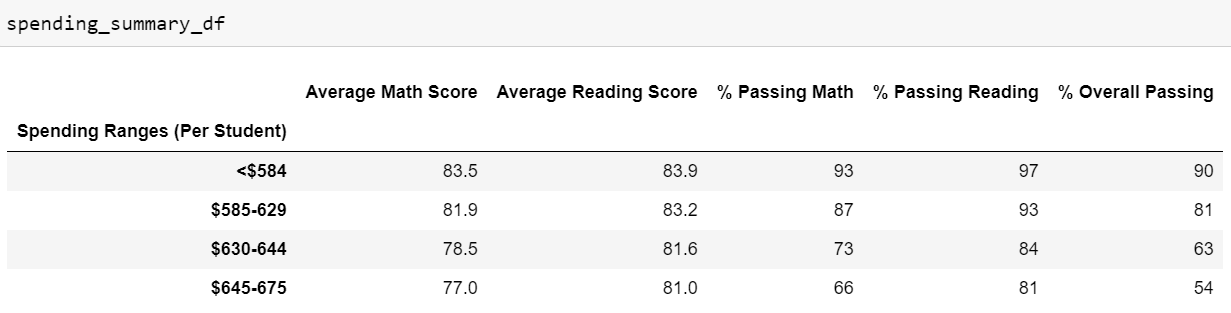 spending_summary_df
Average Math Score Average Reading Score % Passing Math % Passing Reading % Overall Passing
Spending Ranges (Per Student)
<$584 83.5 83.9 93 97 90
$585-629 81.9 83.2 87 93 81
$630-644 78.5 81.6 73 84 63
$645-675 77.0 81.0 66 81 54